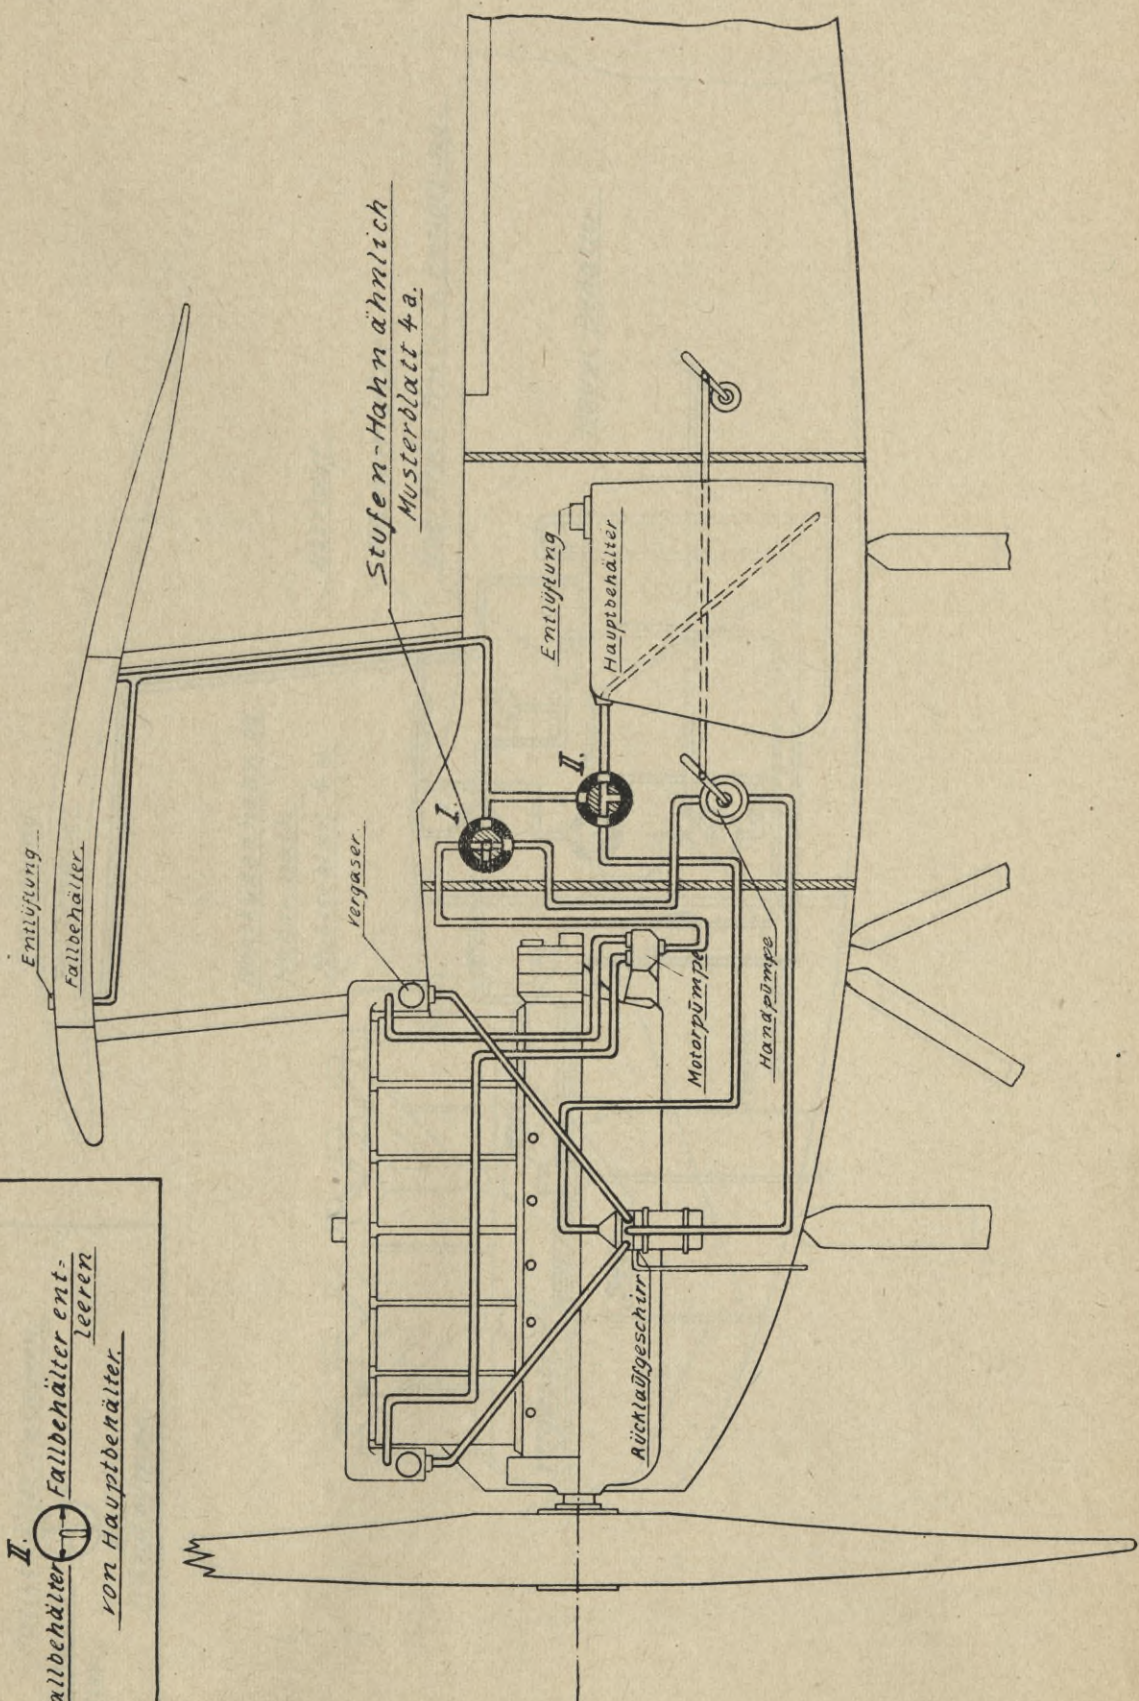 Entlüftung
Fallbehälter.
Stufen-Hahn ähnlich
Musterblatt 4a.
I.
II.
Vergaser
Entlüftung
Hauptbehälter
Motorpumpe
Handpumpe
Rücklaufgeschirr
II.
allbehälter Fallbehälter ent-
leeren
von Hauptbehälter.